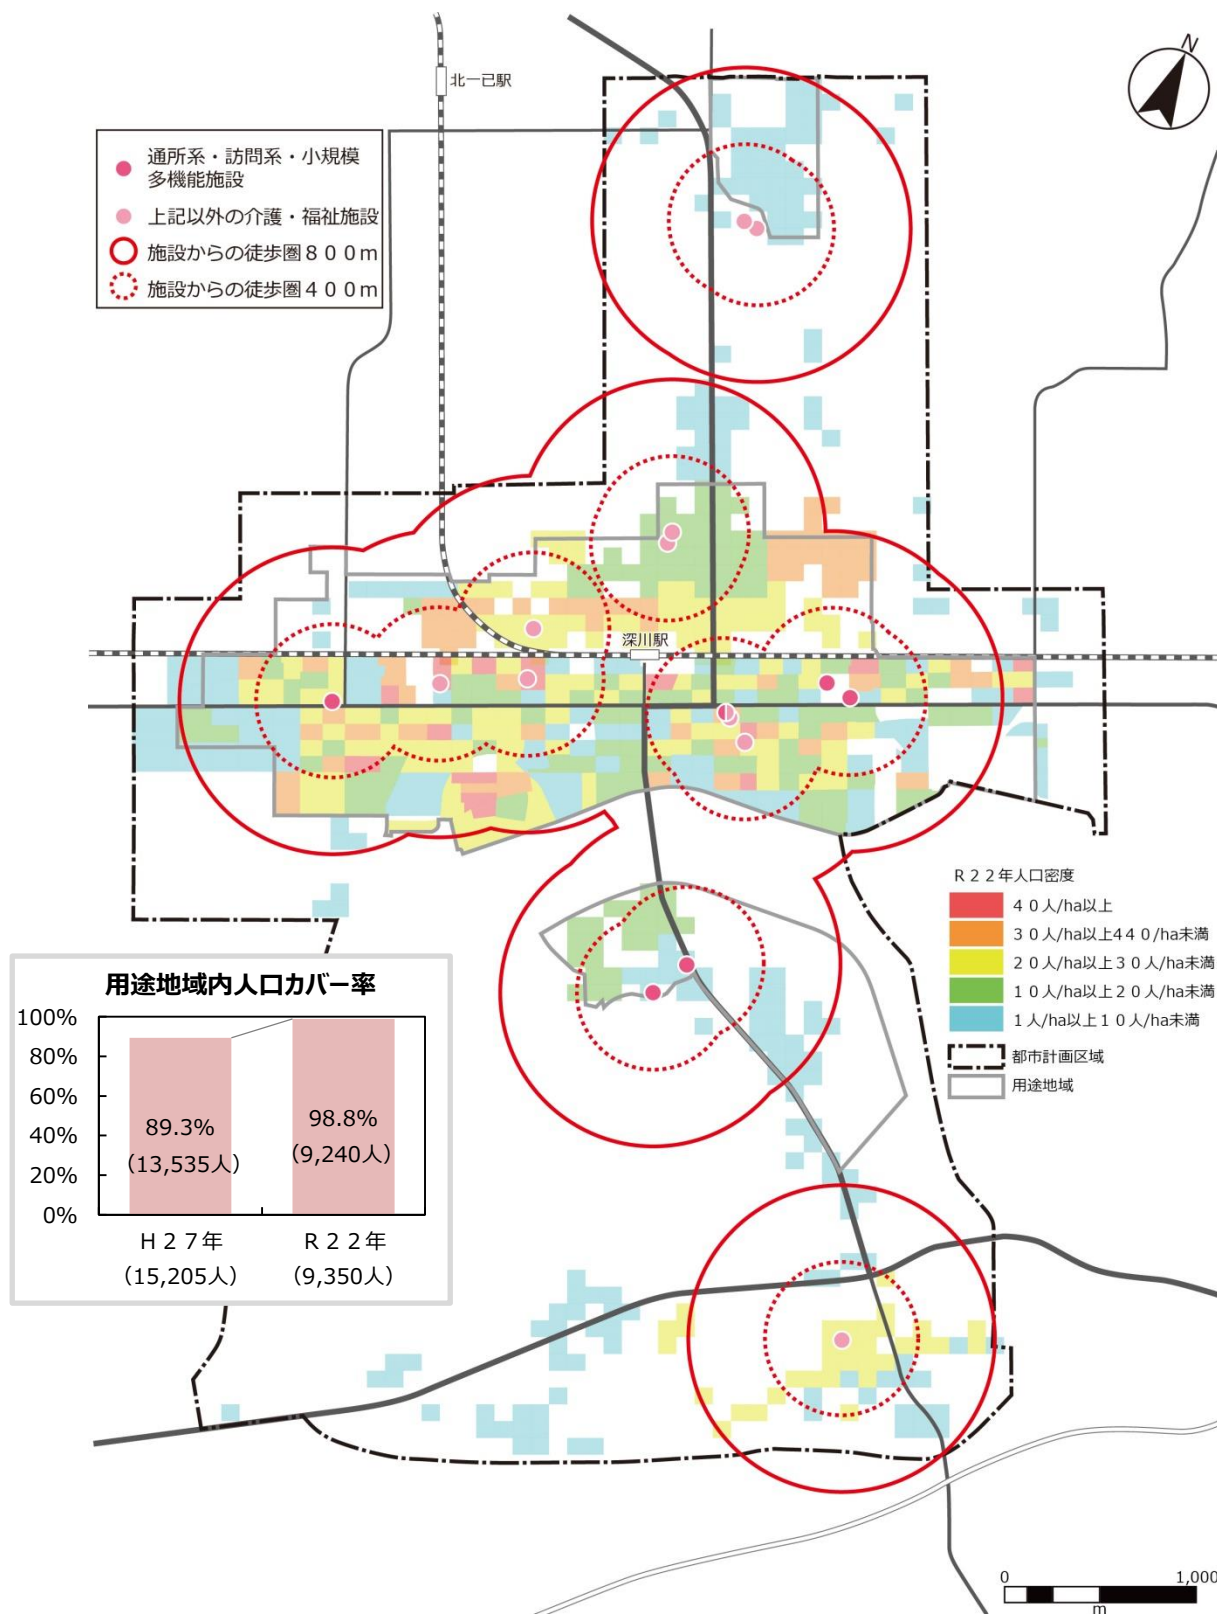 N
北一已駅
通所系・訪問系・小規模
多機能施設
上記以外の介護・福祉施設
施設からの徒歩圏８００ｍ
施設からの徒歩圏４００ｍ
深川駅
Ｒ２２年人口密度
４０人/ha以上
３０人/ha以上440/ha未満
２０人/ha以上３０人/ha未満
１０人/ha以上２０人/ha未満
１人/ha以上１０人/ha未満
都市計画区域
用途地域
用途地域内人口カバー率
100%
80%
60%
40%
20%
0%
89.3%
（13,535人）
98.8%
（9,240人）
Ｈ２７年
（15,205人）
Ｒ２２年
（9,350人）
0
1,000
m